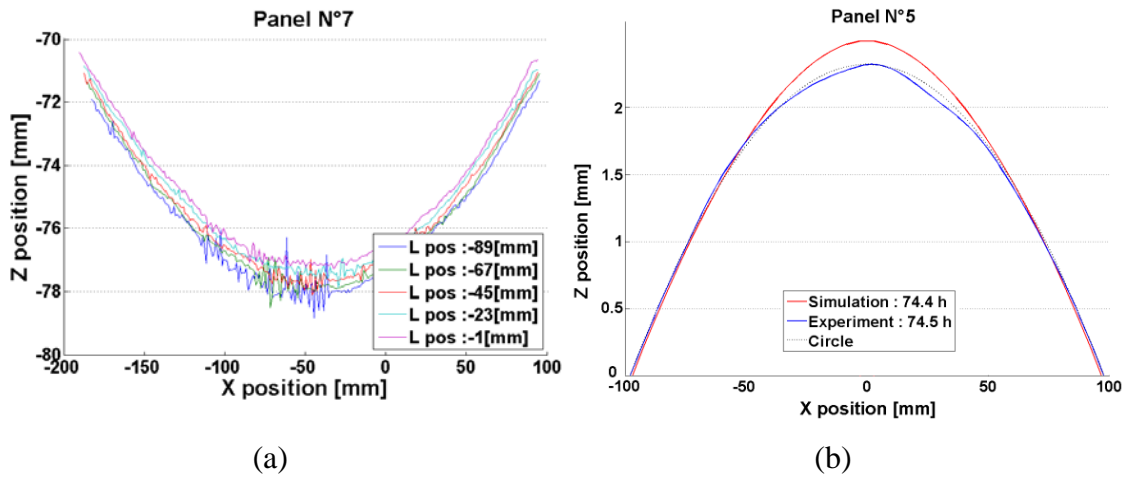 Panel N°7
Z position [mm]
-70
-72
-74
-76
-78
-80
-200
-150
-100
-50
0
50
100
X position [mm]
L pos :-89[mm]
L pos :-67[mm]
L pos :-45[mm]
L pos :-23[mm]
L pos :-1[mm]
(a)
Panel N°5
Z position [mm]
2
1.5
1
0.5
0
-100
-50
0
50
100
X position [mm]
Simulation : 74.4 h
Experiment : 74.5 h
Circle
(b)